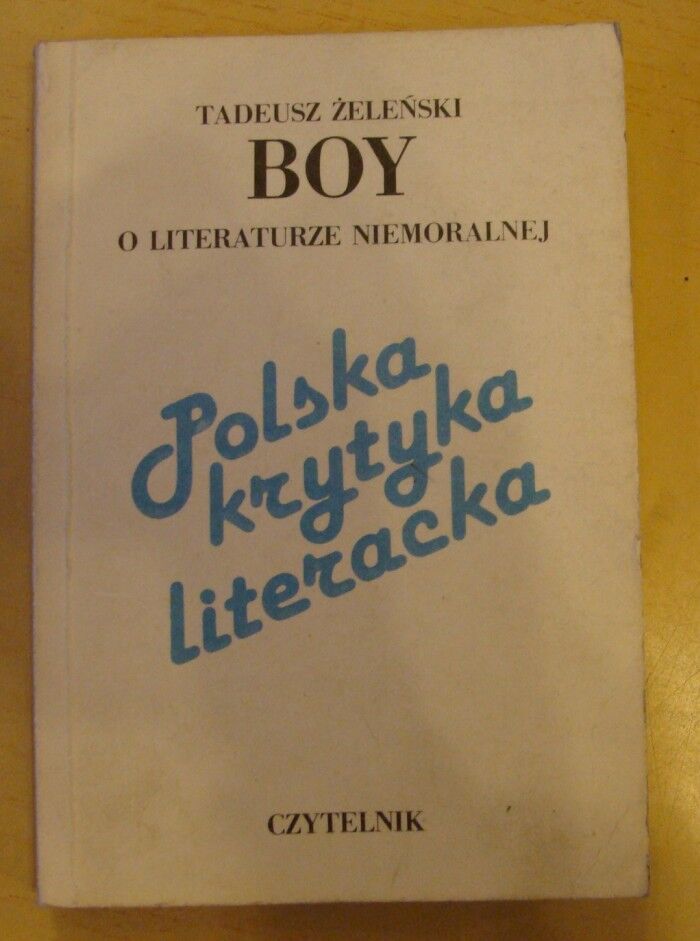 TADEUSZ ŻELEŃSKI
BOY
O LITERATURZE NIEMORALNEJ
Polska
krytyka
literacka
CZYTELNIK